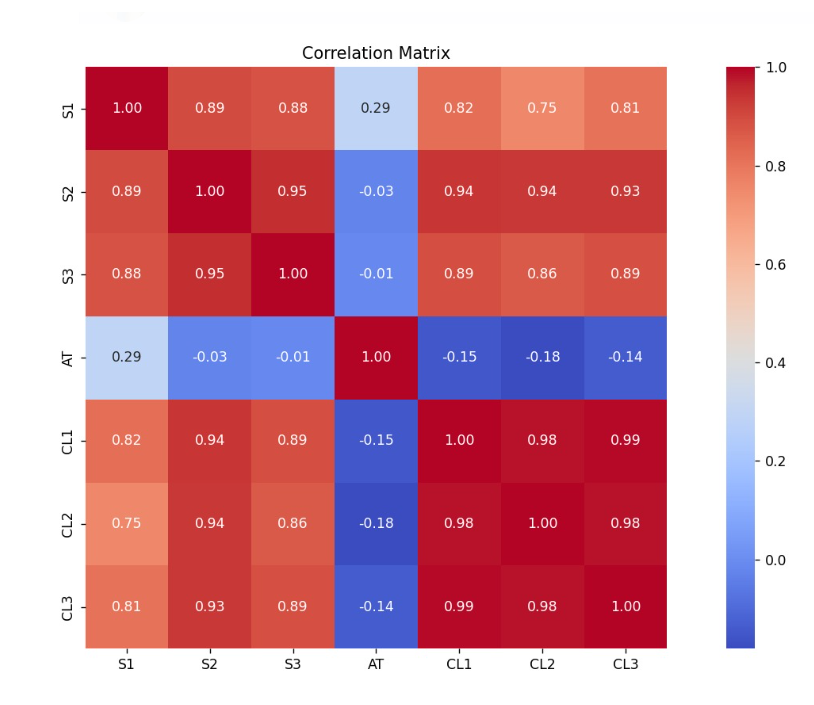 Correlation Matrix
S1 1.00 0.89 0.88 0.29 0.82 0.75 0.81
S2 0.89 1.00 0.95 -0.03 0.94 0.94 0.93
S3 0.88 0.95 1.00 -0.01 0.89 0.86 0.89
AT 0.29 -0.03 -0.01 1.00 -0.15 -0.18 -0.14
CL1 0.82 0.94 0.89 -0.15 1.00 0.98 0.99
CL2 0.75 0.94 0.86 -0.18 0.98 1.00 0.98
CL3 0.81 0.93 0.89 -0.14 0.99 0.98 1.00
S1 S2 S3 AT CL1 CL2 CL3
1.0
0.8
0.6
0.4
0.2
0.0